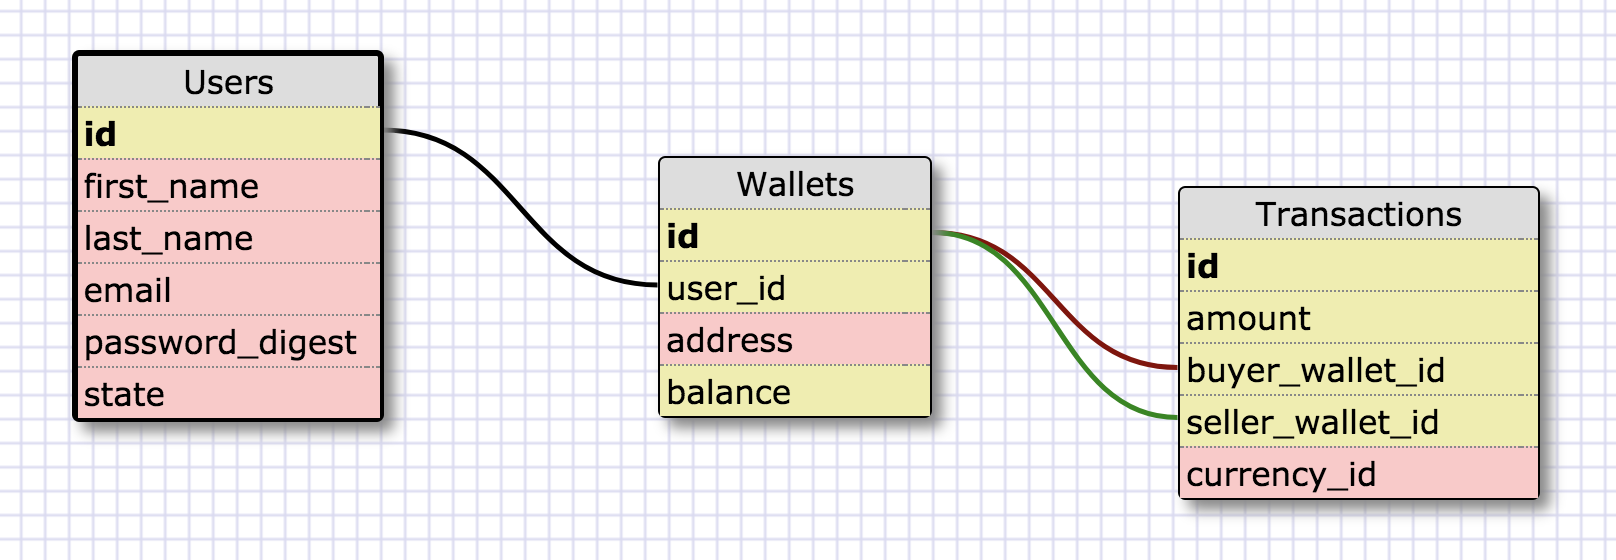 Users
id
first_name
last_name
email
password_digest
state
Wallets
id
user_id
address
balance
Transactions
id
amount
buyer_wallet_id
seller_wallet_id
currency_id